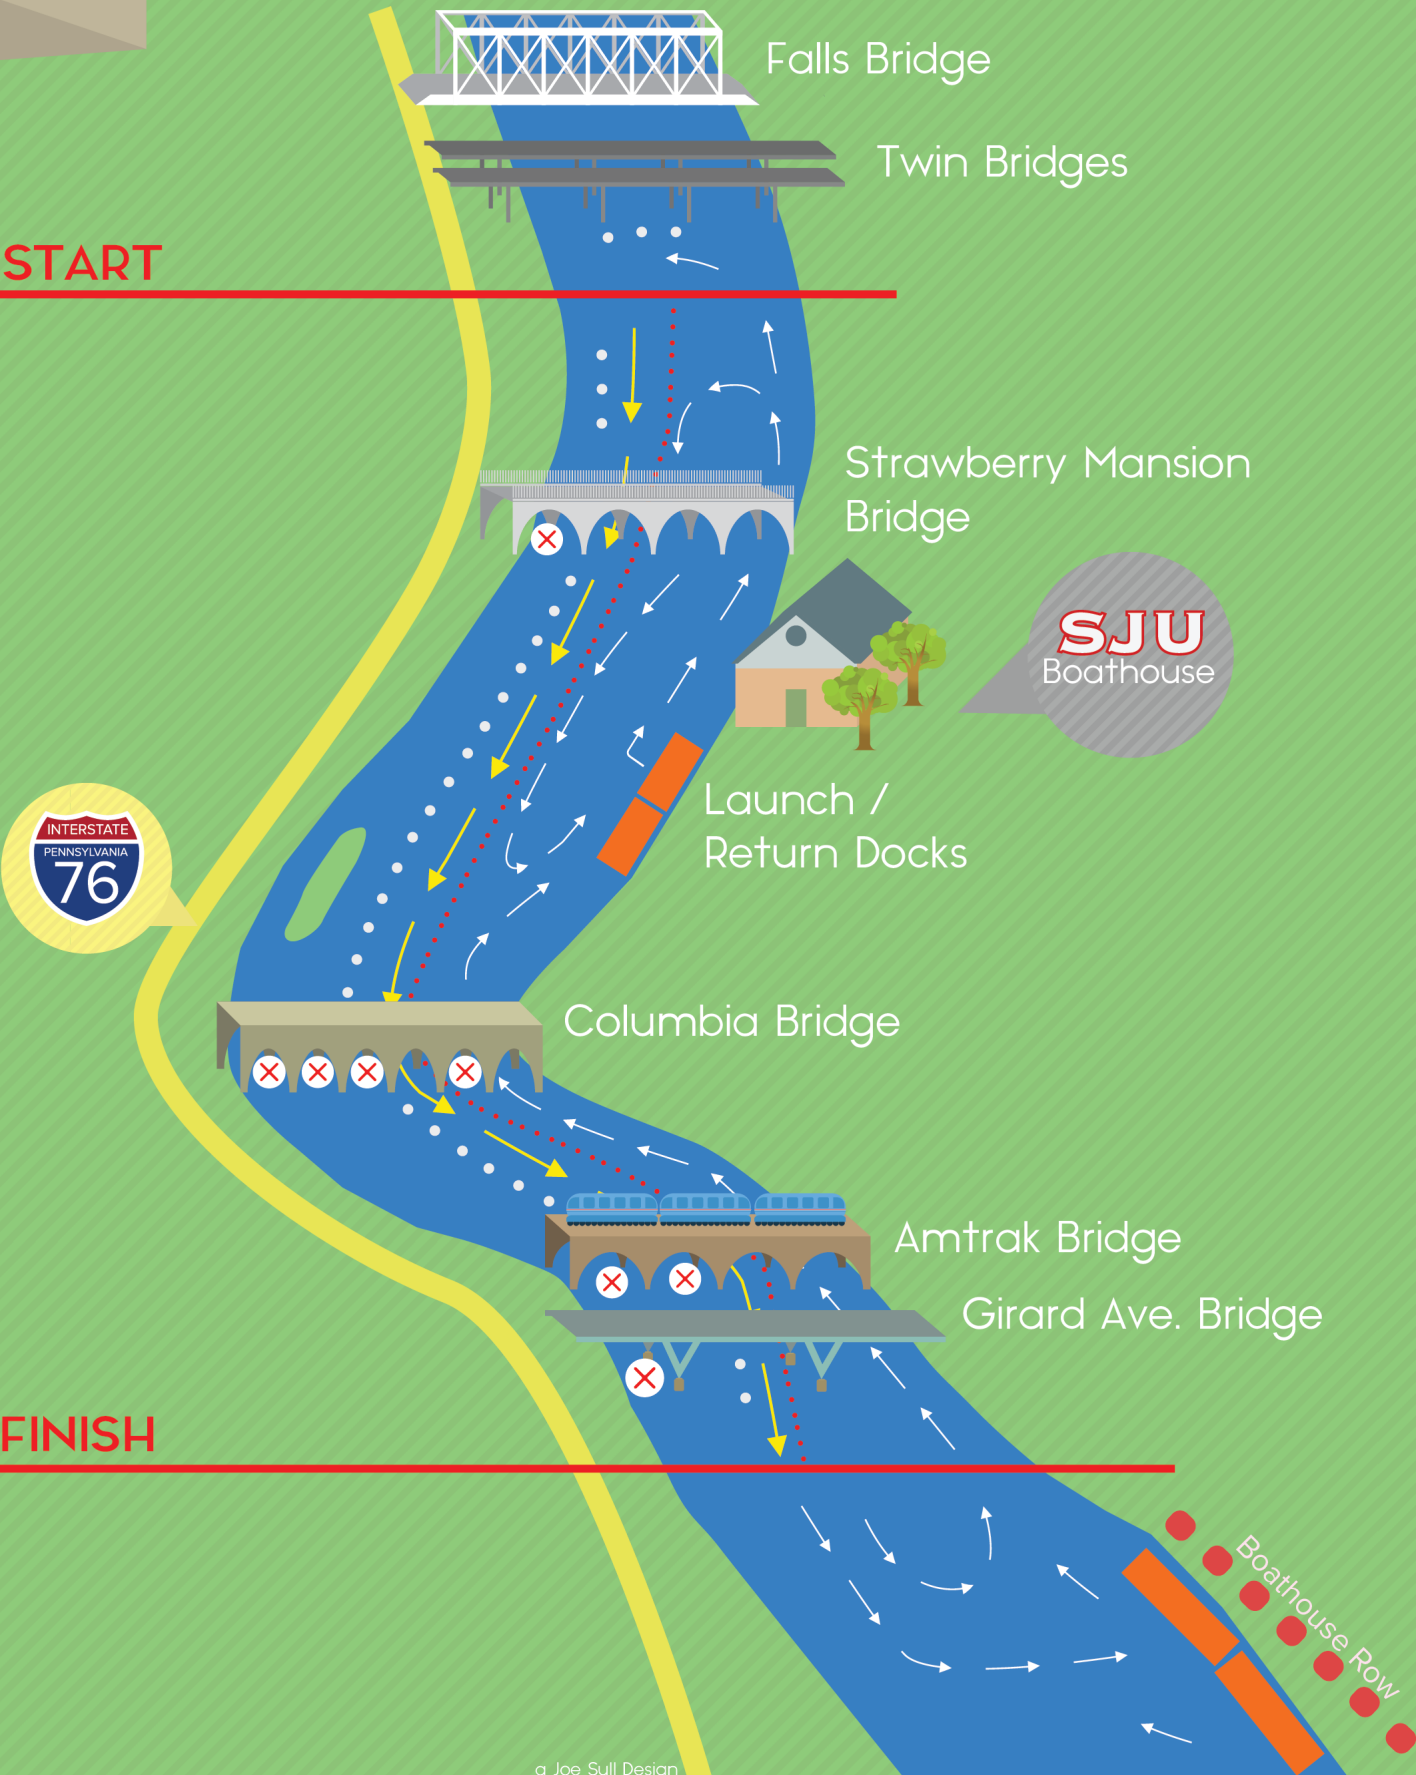 Falls Bridge
Twin Bridges
START
Strawberry Mansion
Bridge
SJU
Boathouse
Launch /
Return Docks
INTERSTATE
PENNSYLVANIA
76
Columbia Bridge
Amtrak Bridge
Girard Ave. Bridge
FINISH
Boathouse Row
a Joe Sull Design